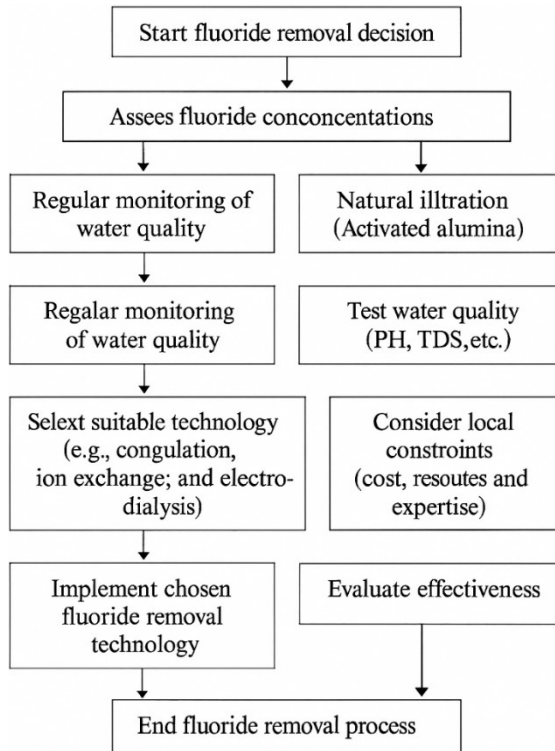 Start fluoride removal decision
Assees fluoride conconcentations
Regular monitoring of
water quality
Natural illtration
(Activated alumina)
Regalar monitoring
of water quality
Test water quality
(PH, TDS,etc.)
Selext suitable technology
(e.g., congulation,
ion exchange; and electro-
dialysis)
Consider local
constroints
(cost, resoutes and
expertise)
Implement chosen
fluoride removal
technology
Evaluate effectiveness
End fluoride removal process